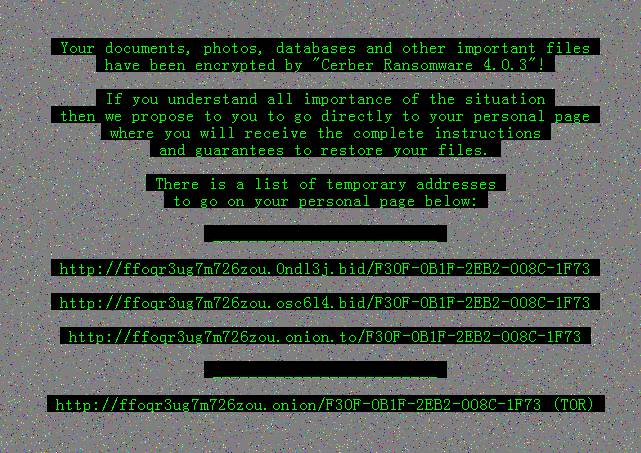 Your documents, photos, databases and other important files
have been encrypted by "Cerber Ransomware 4.0.3"!
If you understand all importance of the situation
then we propose to you to go directly to your personal page
where you will receive the complete instructions
and guarantees to restore your files.
There is a list of temporary addresses
to go on your personal page below:
http://ffoqr3ug7m726zou.0ndl3j.bid/F30F-0B1F-2EB2-008C-1F73
http://ffoqr3ug7m726zou.osc6l4.bid/F30F-0B1F-2EB2-008C-1F73
http://ffoqr3ug7m726zou.onion.to/F30F-0B1F-2EB2-008C-1F73
http://ffoqr3ug7m726zou.onion/F30F-0B1F-2EB2-008C-1F73 (TOR)